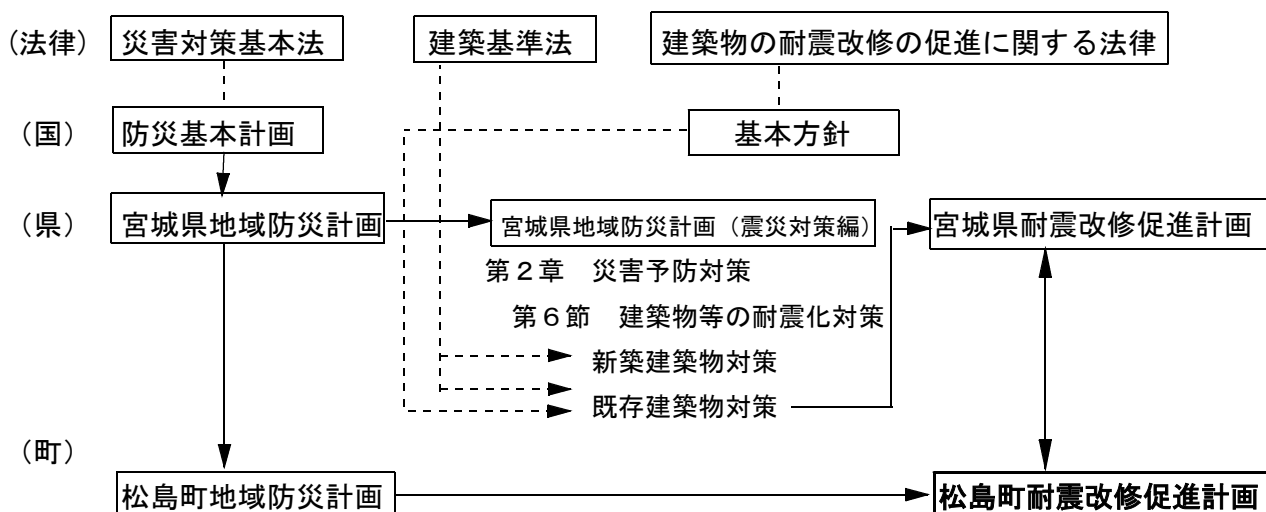 （法律） 災害対策基本法 建築基準法 建築物の耐震改修の促進に関する法律
（国） 防災基本計画 基本方針
（県） 宮城県地域防災計画 宮城県地域防災計画（震災対策編） 宮城県耐震改修促進計画
第２章　災害予防対策
第６節　建築物等の耐震化対策
新築建築物対策
既存建築物対策
（町）
松島町地域防災計画 松島町耐震改修促進計画